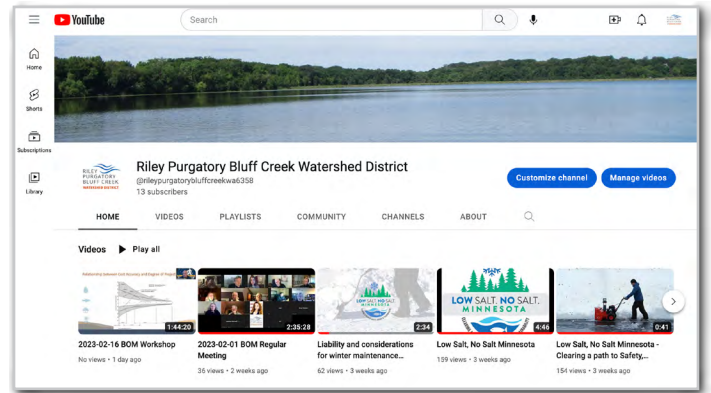 YouTube
Search
Home
Shorts
Subscriptions
Library
RILEY
PURGATORY
BLUFF CREEK
WATERSHED DISTRICT
Riley Purgatory Bluff Creek Watershed District
@rileypurgatorybluffcreekwa6358
13 subscribers
Customize channel
Manage videos
HOME VIDEOS PLAYLISTS COMMUNITY CHANNELS ABOUT
Videos Play all
1:44:20
2:35:28
LOW SALT. NO SALT.
MINNESOTA
2:34
LOW SALT. NO SALT.
MINNESOTA
4:46
0:41
2023-02-16 BOM Workshop
No views • 1 day ago
2023-02-01 BOM Regular
Meeting
36 views • 2 weeks ago
Liability and considerations
for winter maintenance...
62 views • 3 weeks ago
Low Salt, No Salt Minnesota
159 views • 3 weeks ago
Low Salt, No Salt Minnesota -
Clearing a path to Safety,...
154 views • 3 weeks ago